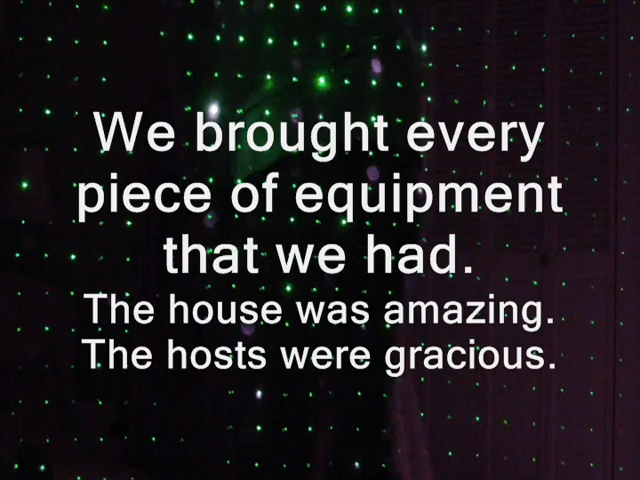 We brought every
piece of equipment
that we had.
The house was amazing.
The hosts were gracious.